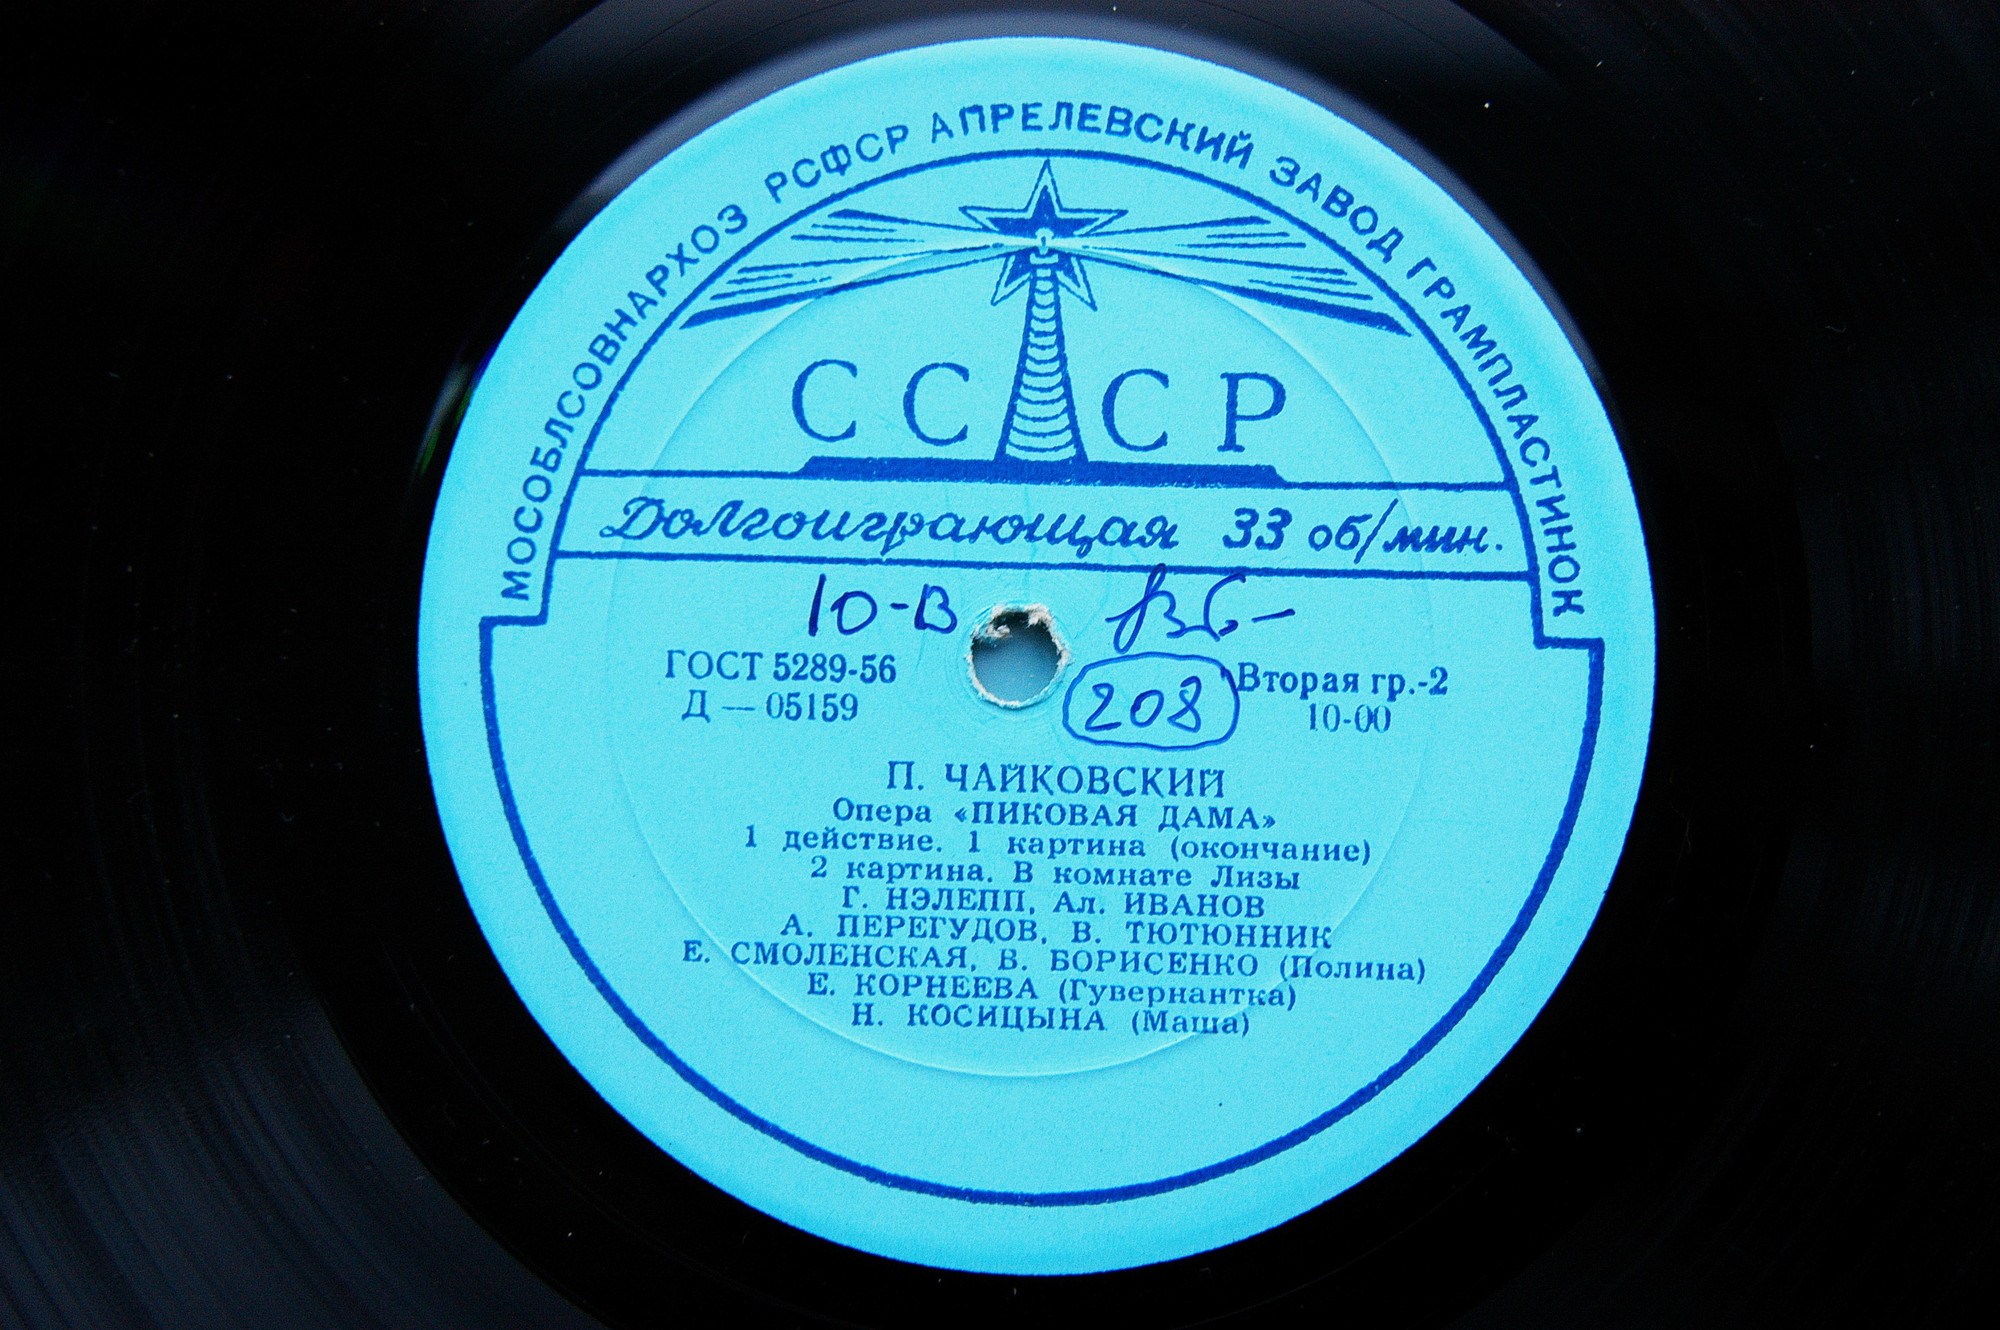 МОСОБЛСОВНАРХОЗ РСФСР АПРЕЛЕВСКИЙ ЗАВОД ГРАМПЛАСТИНОК
СССР
Долгоиграющая 33 об/мин.
10-В
ГОСТ 5289-56
Д — 05159
208
Вторая гр.-2
10-00
П. ЧАЙКОВСКИЙ
Опера «ПИКОВАЯ ДАМА»
1 действие. 1 картина (окончание)
2 картина. В комнате Лизы
Г. НЭЛЕПП, Ал. ИВАНОВ
А. ПЕРЕГУДОВ, В. ТЮТЮННИК
Е. СМОЛЕНСКАЯ, В. БОРИСЕНКО (Полина)
Е. КОРНЕЕВА (Гувернантка)
Н. КОСИЦЫНА (Маша)